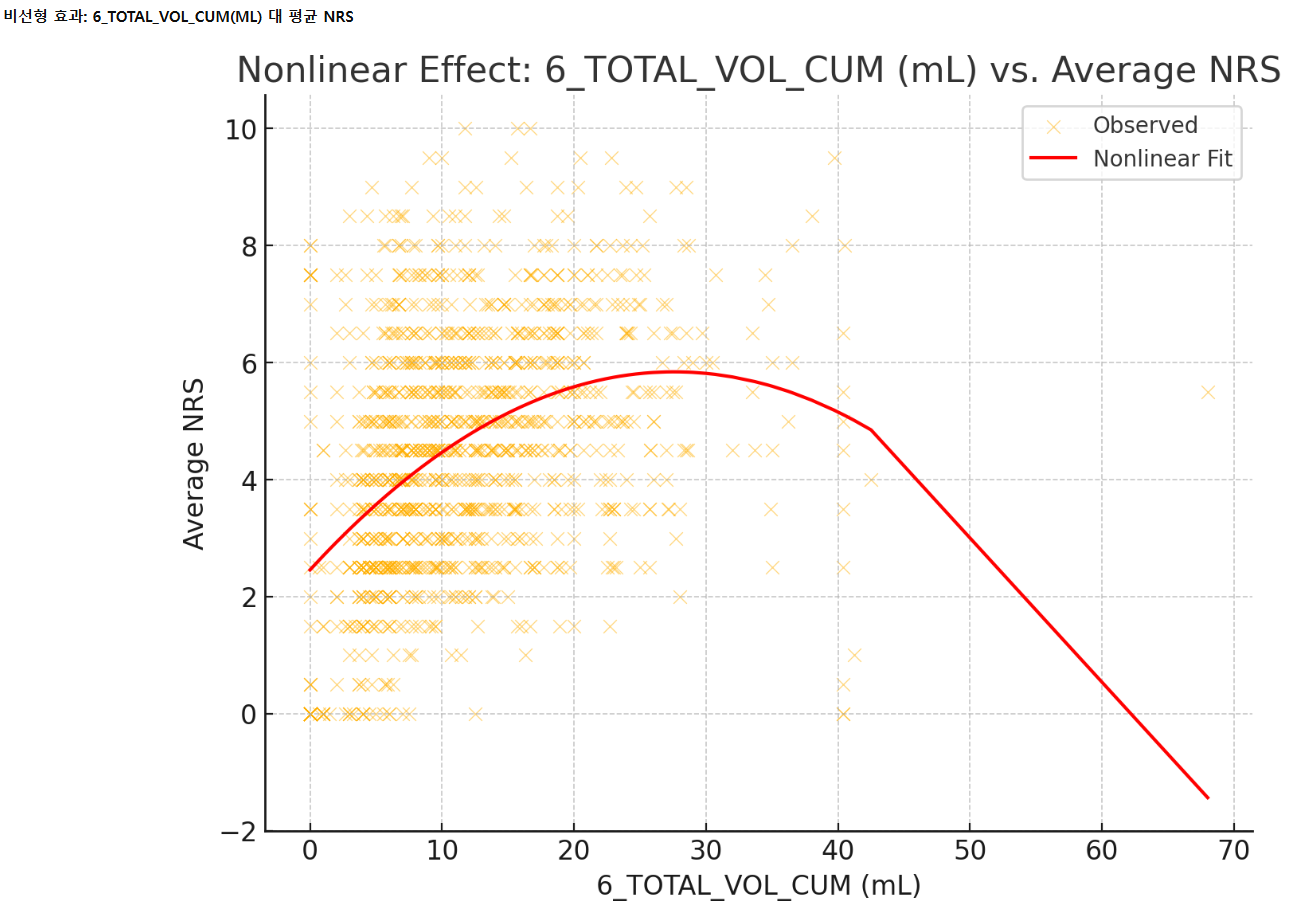 비선형 효과: 6_TOTAL_VOL_CUM(ML) 대 평균 NRS
Nonlinear Effect: 6_TOTAL_VOL_CUM (mL) vs. Average NRS
Observed
Nonlinear Fit
10
8
6
4
2
0
−2
Average NRS
0 10 20 30 40 50 60 70
6_TOTAL_VOL_CUM (mL)